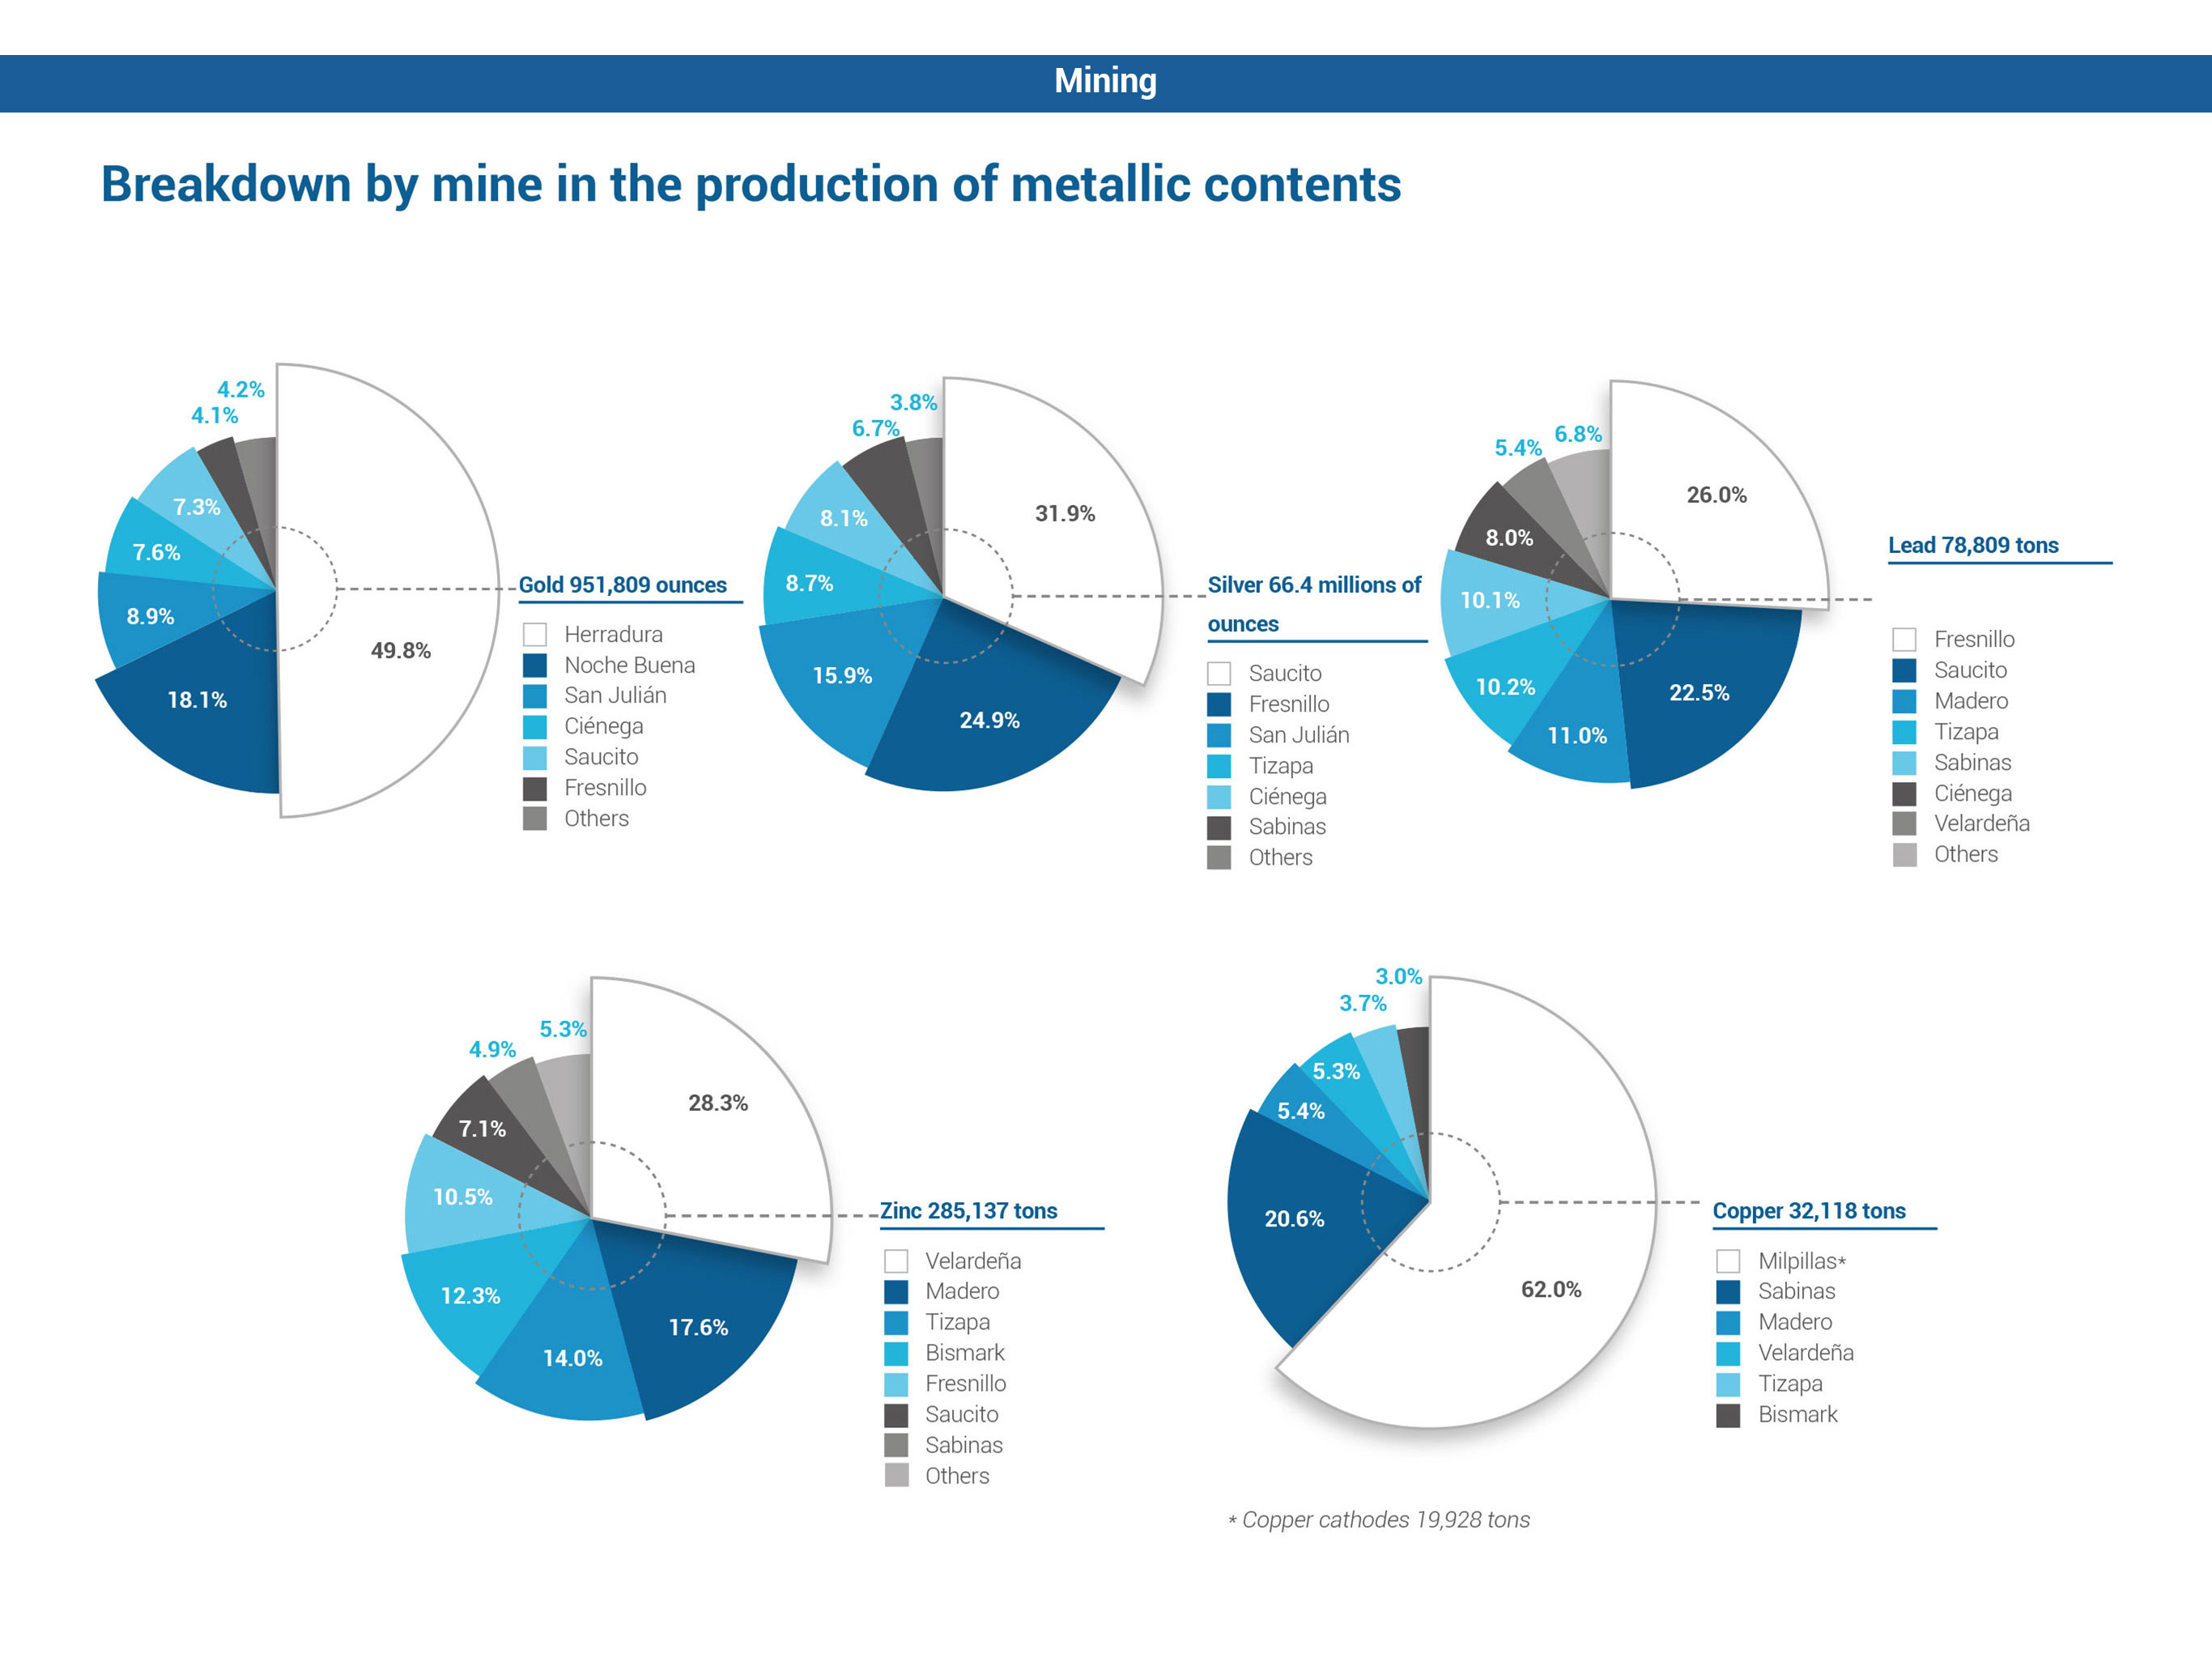 Mining
Breakdown by mine in the production of metallic contents
4.2%
4.1%
7.3%
7.6%
8.9%
18.1%
49.8%
Gold 951,809 ounces
Herradura
Noche Buena
San Julián
Ciénega
Saucito
Fresnillo
Others
3.8%
6.7%
8.1%
8.7%
15.9%
24.9%
31.9%
Silver 66.4 millions of
ounces
Saucito
Fresnillo
San Julián
Tizapa
Ciénega
Sabinas
Others
6.8%
5.4%
8.0%
10.1%
10.2%
11.0%
22.5%
26.0%
Lead 78,809 tons
Fresnillo
Saucito
Madero
Tizapa
Sabinas
Ciénega
Velardeña
Others
5.3%
4.9%
7.1%
10.5%
12.3%
14.0%
17.6%
28.3%
Zinc 285,137 tons
Velardeña
Madero
Tizapa
Bismark
Fresnillo
Saucito
Sabinas
Others
3.0%
3.7%
5.3%
5.4%
20.6%
62.0%
Copper 32,118 tons
Milpillas*
Sabinas
Madero
Velardeña
Tizapa
Bismark
* Copper cathodes 19,928 tons